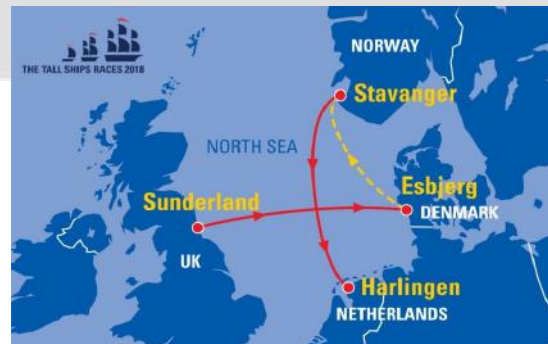 THE TALL SHIPS RACES 2018
NORWAY
Stavanger
NORTH SEA
Sunderland
Esbjerg
DENMARK
UK
Harlingen
NETHERLANDS